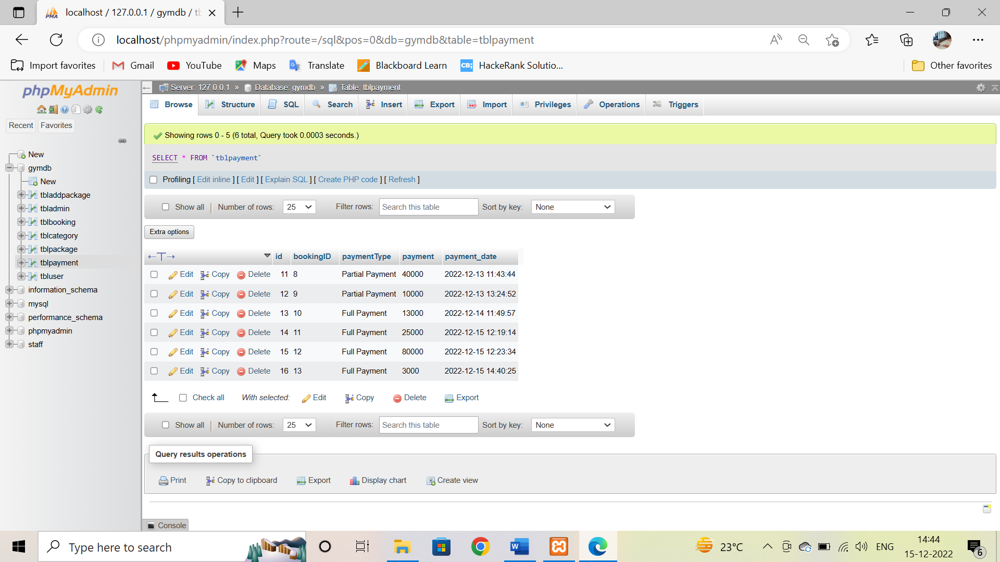 localhost / 127.0.0.1 / gymdb / tb
localhost/phpmyadmin/index.php?route=/sql&pos=0&db=gymdb&table=tblpayment
Import favorites Gmail YouTube Maps Translate Blackboard Learn HackeRank Solutio... Other favorites
phpMyAdmin
Server: 127.0.0.1 » Database: gymdb » Table: tblpayment
Browse Structure SQL Search Insert Export Import Privileges Operations Triggers
Recent Favorites
New
gymdb
New
tbladdpackage
tbladmin
tblbooking
tblcategory
tblpackage
tblpayment
tbluser
information_schema
mysql
performance_schema
phpmyadmin
staff
Showing rows 0 - 5 (6 total, Query took 0.0003 seconds.)
SELECT * FROM `tblpayment`
Profiling [ Edit inline ] [ Edit ] [ Explain SQL ] [ Create PHP code ] [ Refresh ]
Show all Number of rows: 25 Filter rows: Search this table Sort by key: None
Extra options
←T→ id bookingID paymentType payment payment_date
Edit Copy Delete 11 8 Partial Payment 40000 2022-12-13 11:43:44
Edit Copy Delete 12 9 Partial Payment 10000 2022-12-13 13:24:52
Edit Copy Delete 13 10 Full Payment 13000 2022-12-14 11:49:57
Edit Copy Delete 14 11 Full Payment 25000 2022-12-15 12:19:14
Edit Copy Delete 15 12 Full Payment 80000 2022-12-15 12:23:34
Edit Copy Delete 16 13 Full Payment 3000 2022-12-15 14:40:25
Check all With selected: Edit Copy Delete Export
Show all Number of rows: 25 Filter rows: Search this table Sort by key: None
Query results operations
Print Copy to clipboard Export Display chart Create view
Console
Type here to search
23°C ENG
14:44
15-12-2022
6